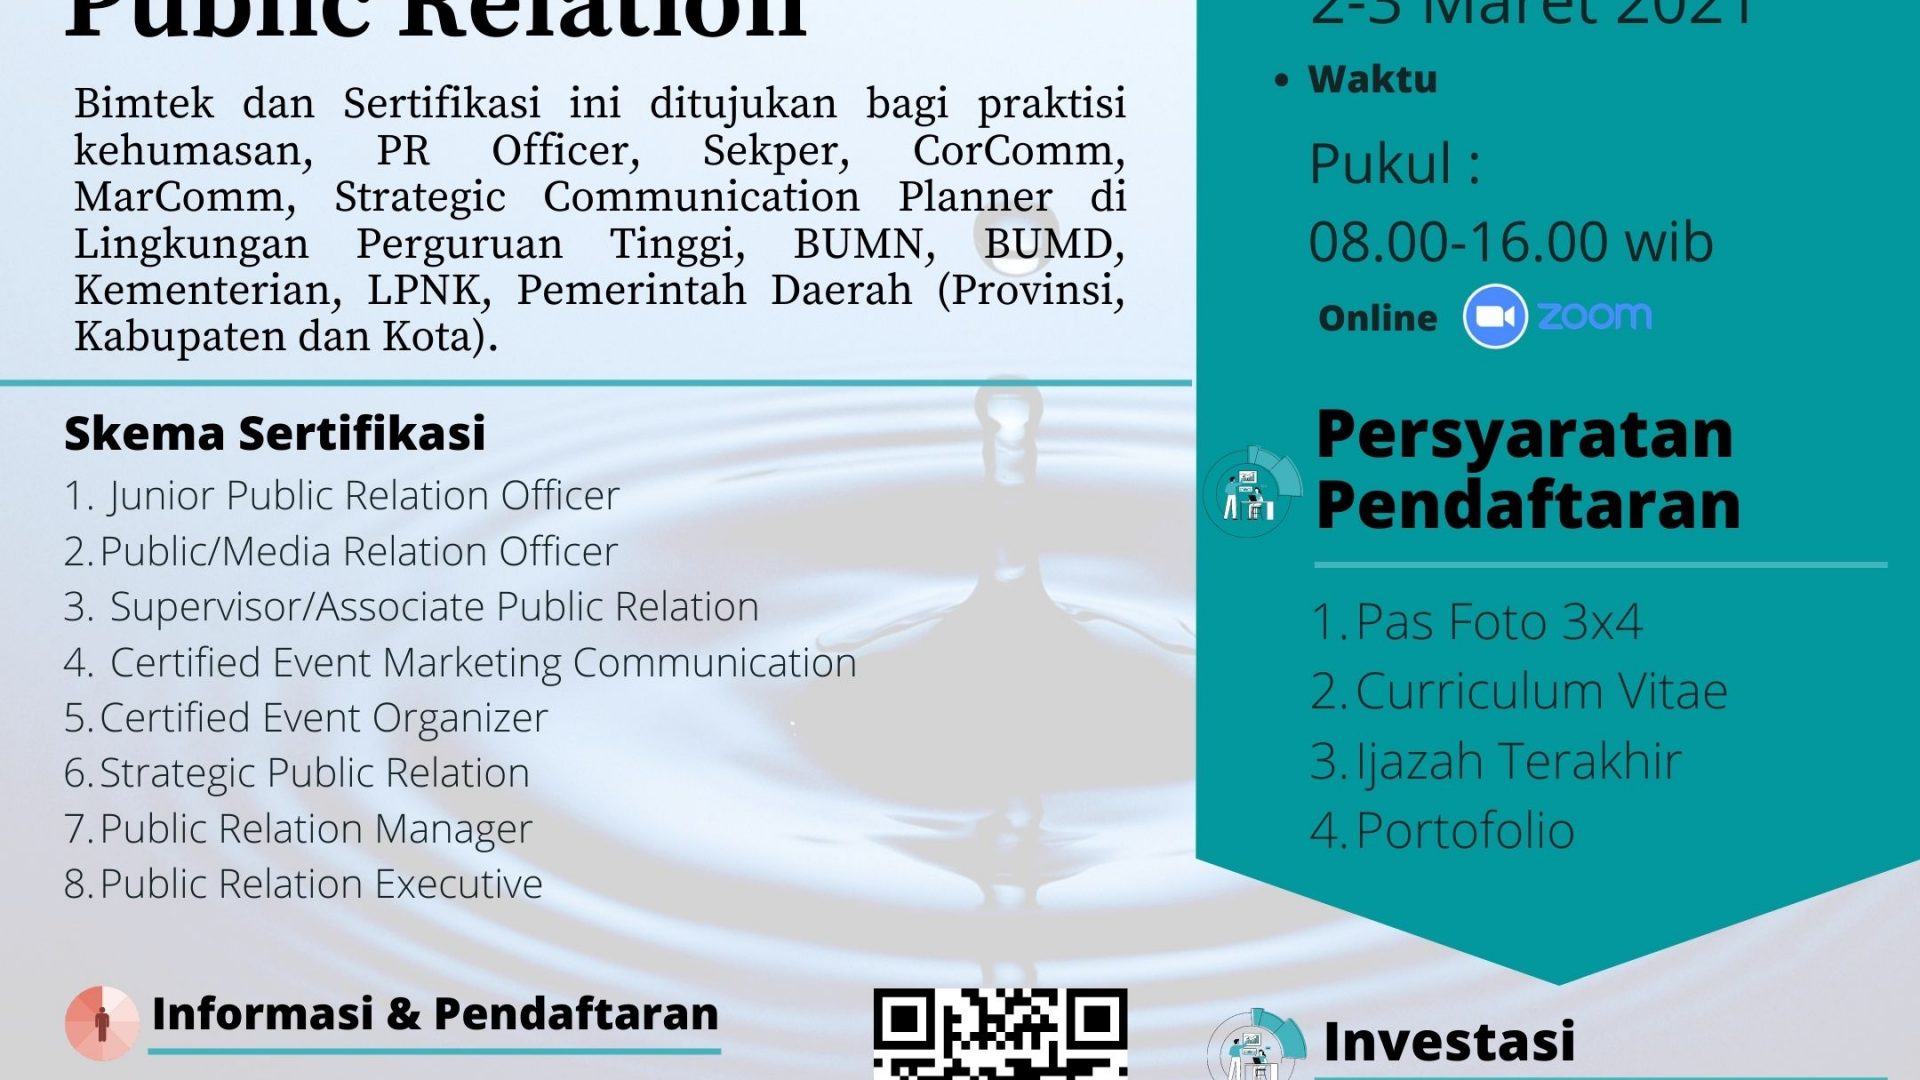 Public Relation
Bimtek dan Sertifikasi ini ditujukan bagi praktisi
kehumasan, PR Officer, Sekper, CorComm,
MarComm, Strategic Communication Planner di
Lingkungan Perguruan Tinggi, BUMN, BUMD,
Kementerian, LPNK, Pemerintah Daerah (Provinsi,
Kabupaten dan Kota).
Skema Sertifikasi
1. Junior Public Relation Officer
2. Public/Media Relation Officer
3. Supervisor/Associate Public Relation
4. Certified Event Marketing Communication
5. Certified Event Organizer
6. Strategic Public Relation
7. Public Relation Manager
8. Public Relation Executive
Informasi & Pendaftaran
2-3 Maret 2021
• Waktu
Pukul :
08.00-16.00 wib
Online zoom
Persyaratan
Pendaftaran
1. Pas Foto 3x4
2. Curriculum Vitae
3. Ijazah Terakhir
4. Portofolio
Investasi